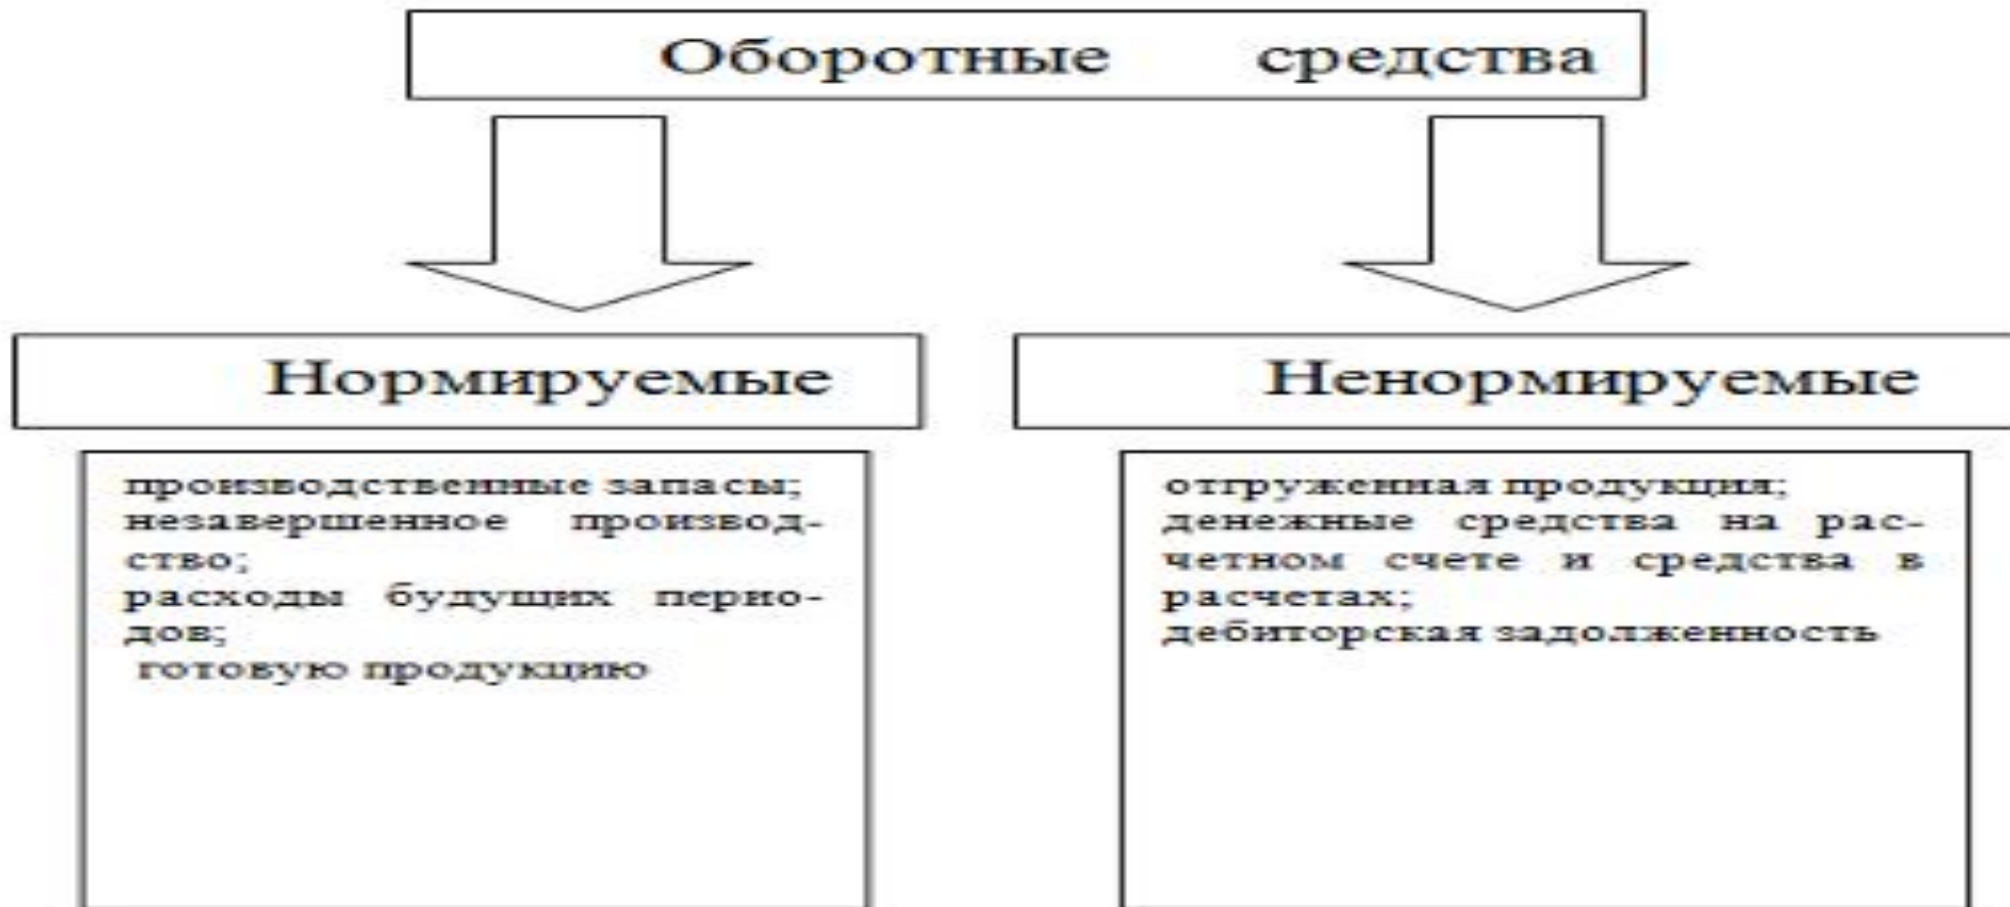 Оборотные средства
Нормируемые
Ненормируемые
производственные запасы;
незавершенное производ-
ство;
расходы будущих перио-
дов;
готовую продукцию
отгруженная продукция;
денежные средства на рас-
четном счете и средства в
расчетах;
дебиторская задолженность